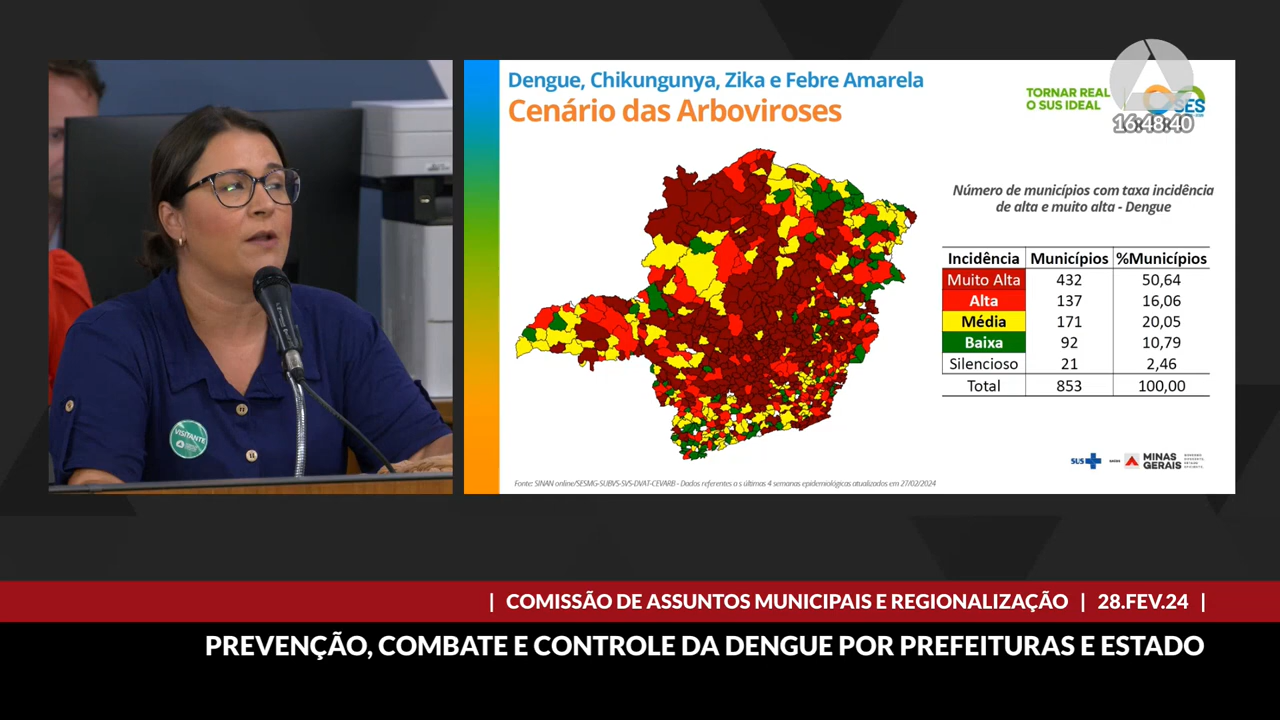 Dengue, Chikungunya, Zika e Febre Amarela
Cenário das Arboviroses
TORNAR REAL
O SUS IDEAL
SES
16:48:40
Número de municípios com taxa incidência
de alta e muito alta - Dengue
Incidência Municípios %Municípios
Muito Alta 432 50,64
Alta 137 16,06
Média 171 20,05
Baixa 92 10,79
Silencioso 21 2,46
Total 853 100,00
VISITANTE
SUS
MINAS
GERAIS
Fonte: SINAN online/SESMG-SUBVS-SVS-DVAT-CEVARB - Dados referentes a s últimas 4 semanas epidemiológicas atualizados em 27/02/2024
| COMISSÃO DE ASSUNTOS MUNICIPAIS E REGIONALIZAÇÃO | 28.FEV.24 |
PREVENÇÃO, COMBATE E CONTROLE DA DENGUE POR PREFEITURAS E ESTADO